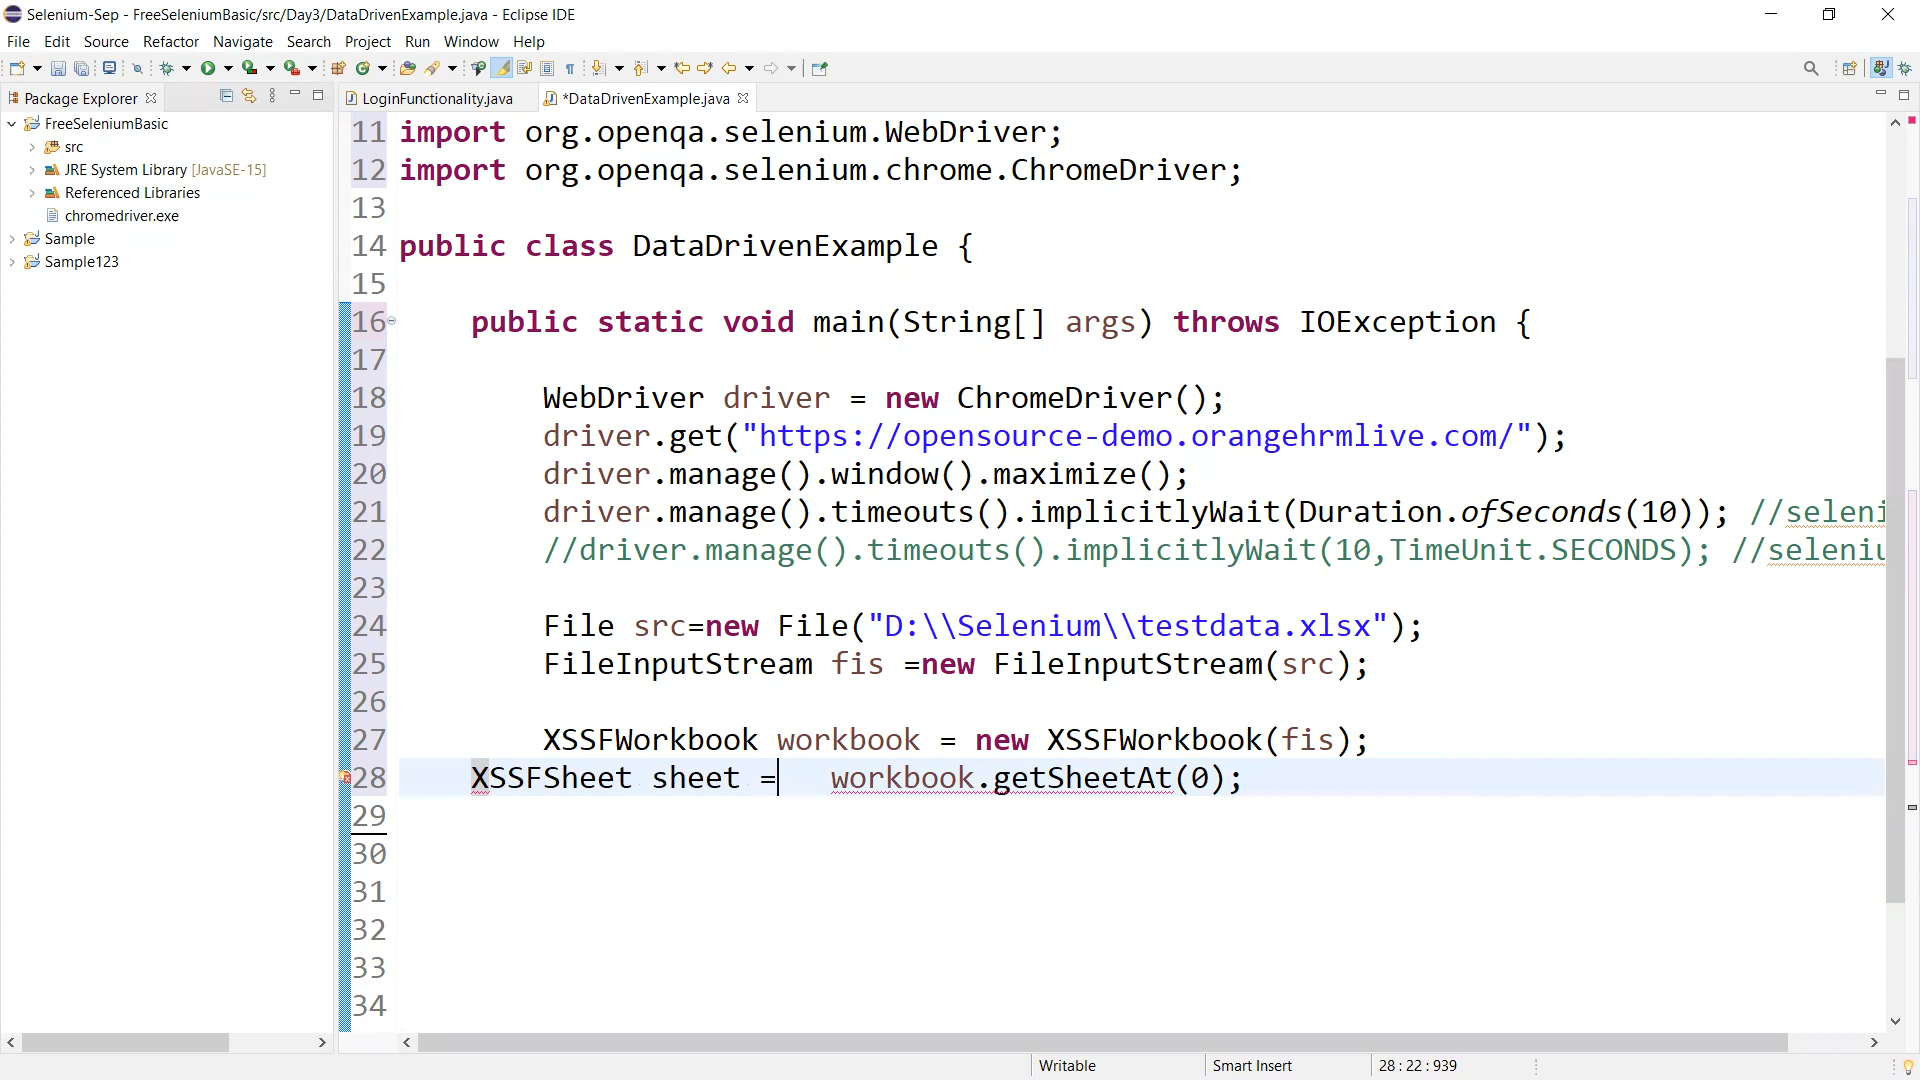 Selenium-Sep - FreeSeleniumBasic/src/Day3/DataDrivenExample.java - Eclipse IDE
File Edit Source Refactor Navigate Search Project Run Window Help
Package Explorer
LoginFunctionality.java
*DataDrivenExample.java
FreeSeleniumBasic
src
JRE System Library [JavaSE-15]
Referenced Libraries
chromedriver.exe
Sample
Sample123
11 import org.openqa.selenium.WebDriver;
12 import org.openqa.selenium.chrome.ChromeDriver;
13
14 public class DataDrivenExample {
15
16 public static void main(String[] args) throws IOException {
17
18 WebDriver driver = new ChromeDriver();
19 driver.get("https://opensource-demo.orangehrmlive.com/");
20 driver.manage().window().maximize();
21 driver.manage().timeouts().implicitlyWait(Duration.ofSeconds(10)); //seleni
22 //driver.manage().timeouts().implicitlyWait(10,TimeUnit.SECONDS); //seleniu
23
24 File src=new File("D:\\Selenium\\testdata.xlsx");
25 FileInputStream fis =new FileInputStream(src);
26
27 XSSFWorkbook workbook = new XSSFWorkbook(fis);
28 XSSFSheet sheet = workbook.getSheetAt(0);
29
30
31
32
33
34
Writable
Smart Insert
28 : 22 : 939